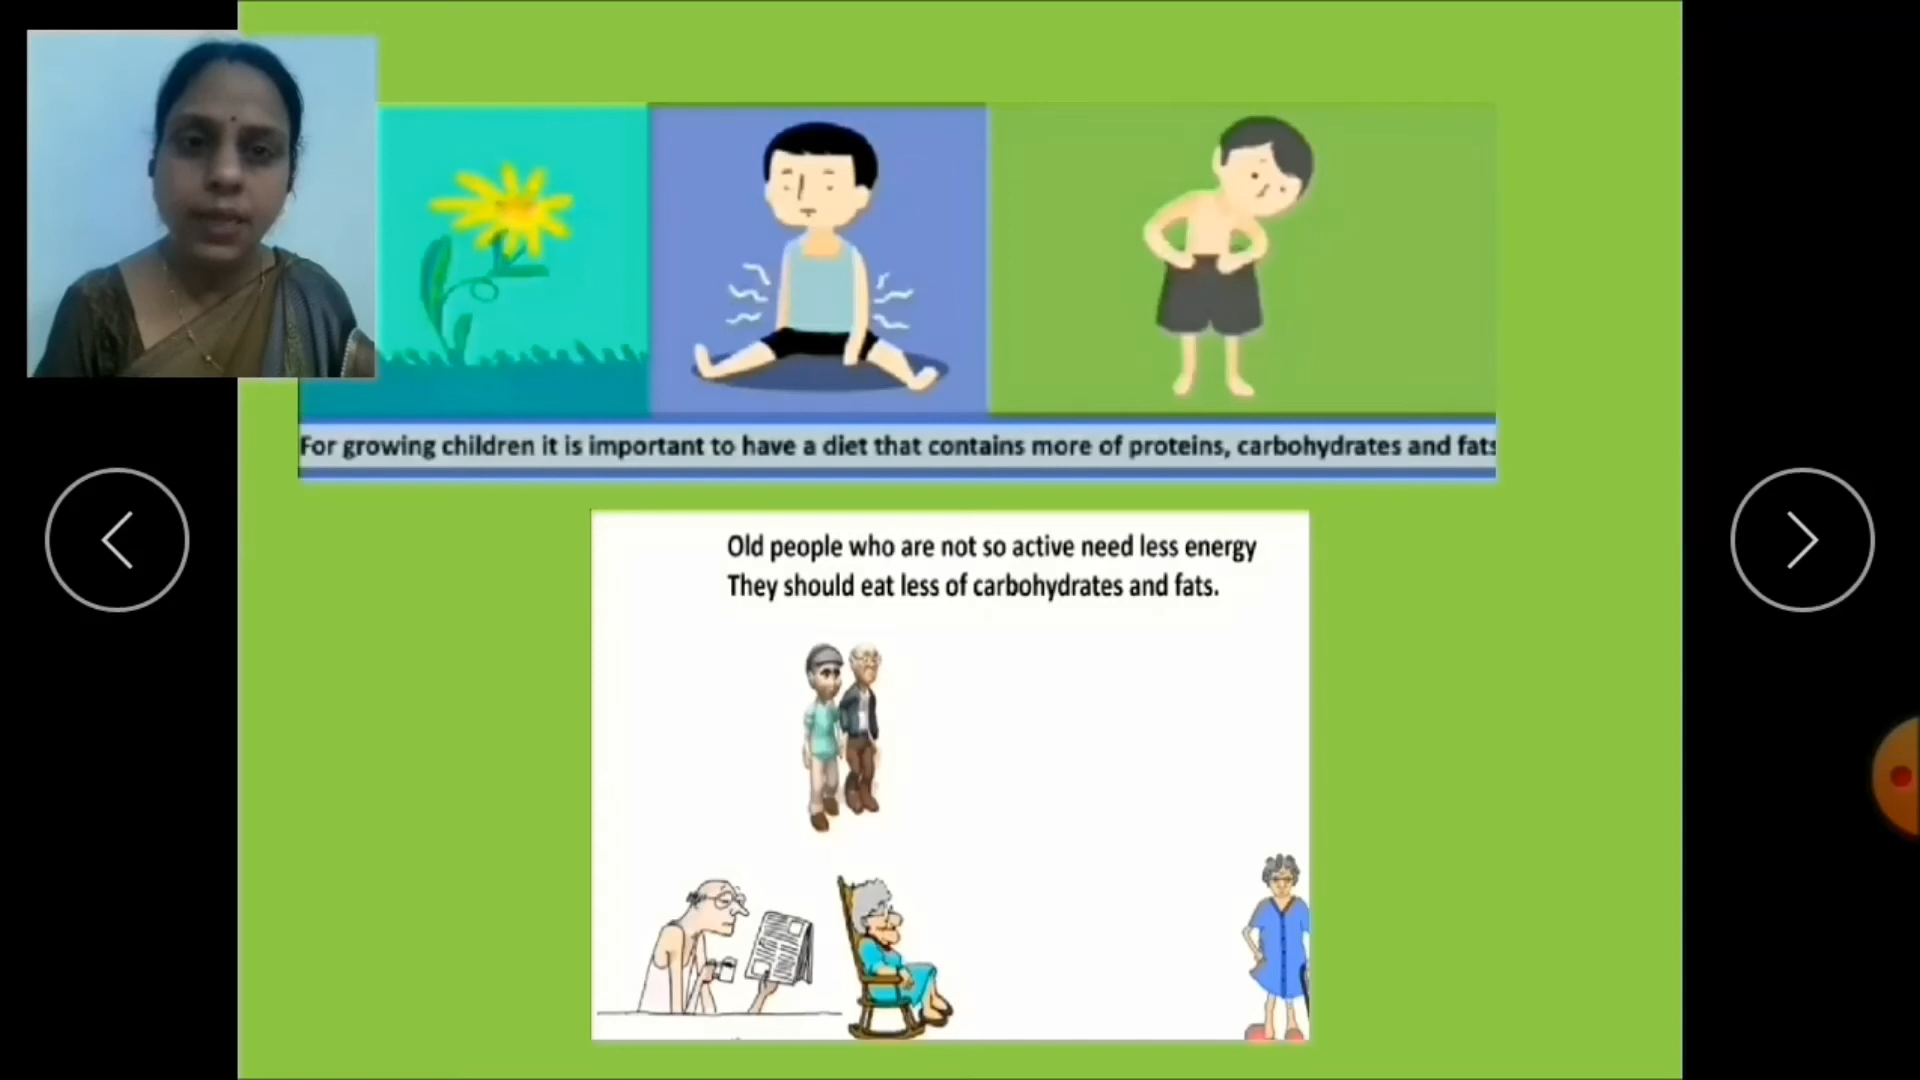 For growing children it is important to have a diet that contains more of proteins, carbohydrates and fats
Old people who are not so active need less energy
They should eat less of carbohydrates and fats.